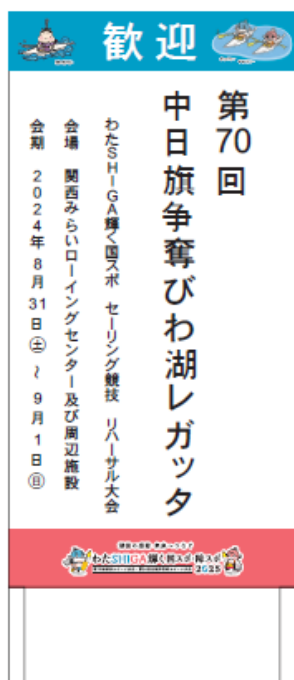 歓迎
第70回
中日旗争奪びわ湖レガッタ
わたSHIGA輝く国スポ　セーリング競技　リハーサル大会
会場　関西みらいローイングセンター及び周辺施設
会期　2024年8月31日㊏～9月1日㊐
わたSHIGA輝く国スポ・障スポ
2025